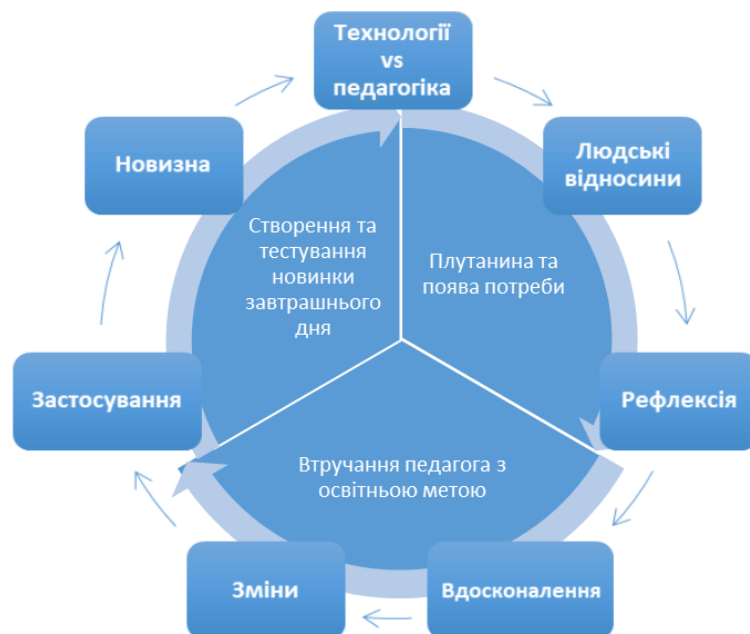 Технології
vs
педагогіка
Людські
відносини
Рефлексія
Вдосконалення
Зміни
Застосування
Новизна
Створення та
тестування
новинки
завтрашнього
дня
Плутанина та
поява потреби
Втручання педагога з
освітньою метою